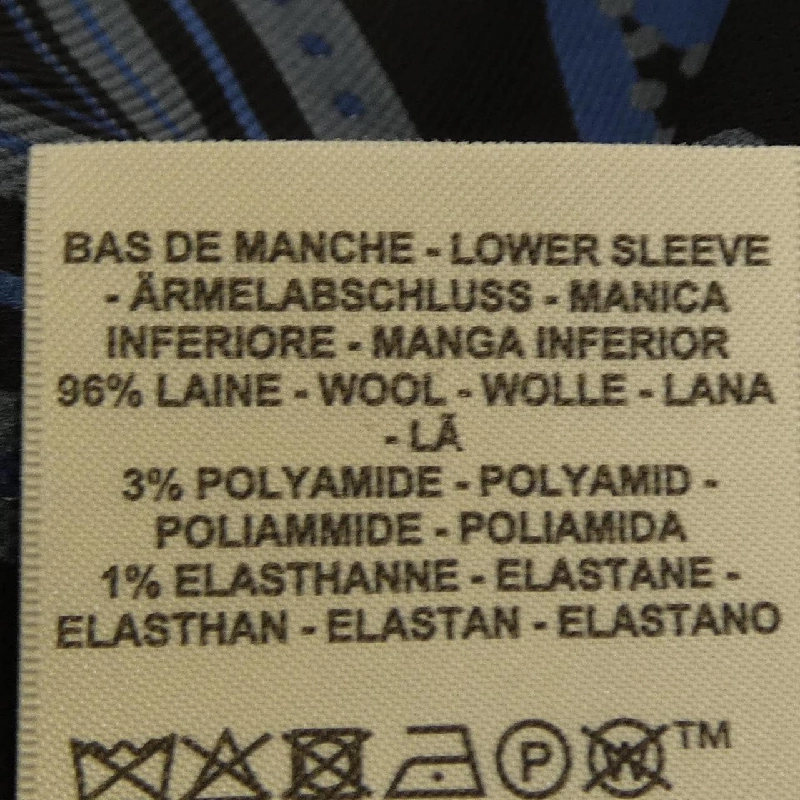 BAS DE MANCHE - LOWER SLEEVE
- ÄRMELABSCHLUSS - MANICA
INFERIORE - MANGA INFERIOR
96% LAINE - WOOL - WOLLE - LANA
- LÃ
3% POLYAMIDE - POLYAMID -
POLIAMMIDE - POLIAMIDA
1% ELASTHANNE - ELASTANE -
ELASTHAN - ELASTAN - ELASTANO
P W TM